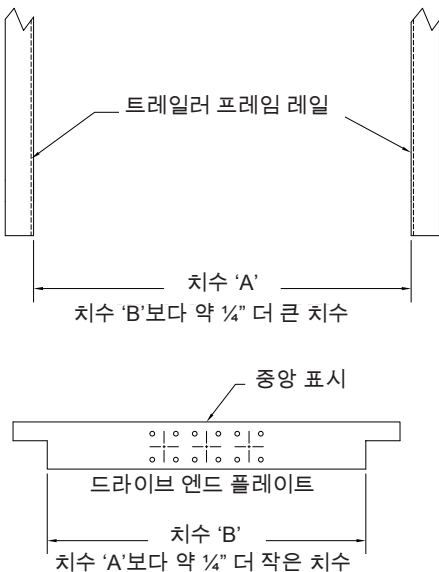 트레일러 프레임 레일
치수 ‘A’
치수 ‘B’보다 약 ¼” 더 큰 치수
중앙 표시
드라이브 엔드 플레이트
치수 ‘B’
치수 ‘A’보다 약 ¼” 더 작은 치수